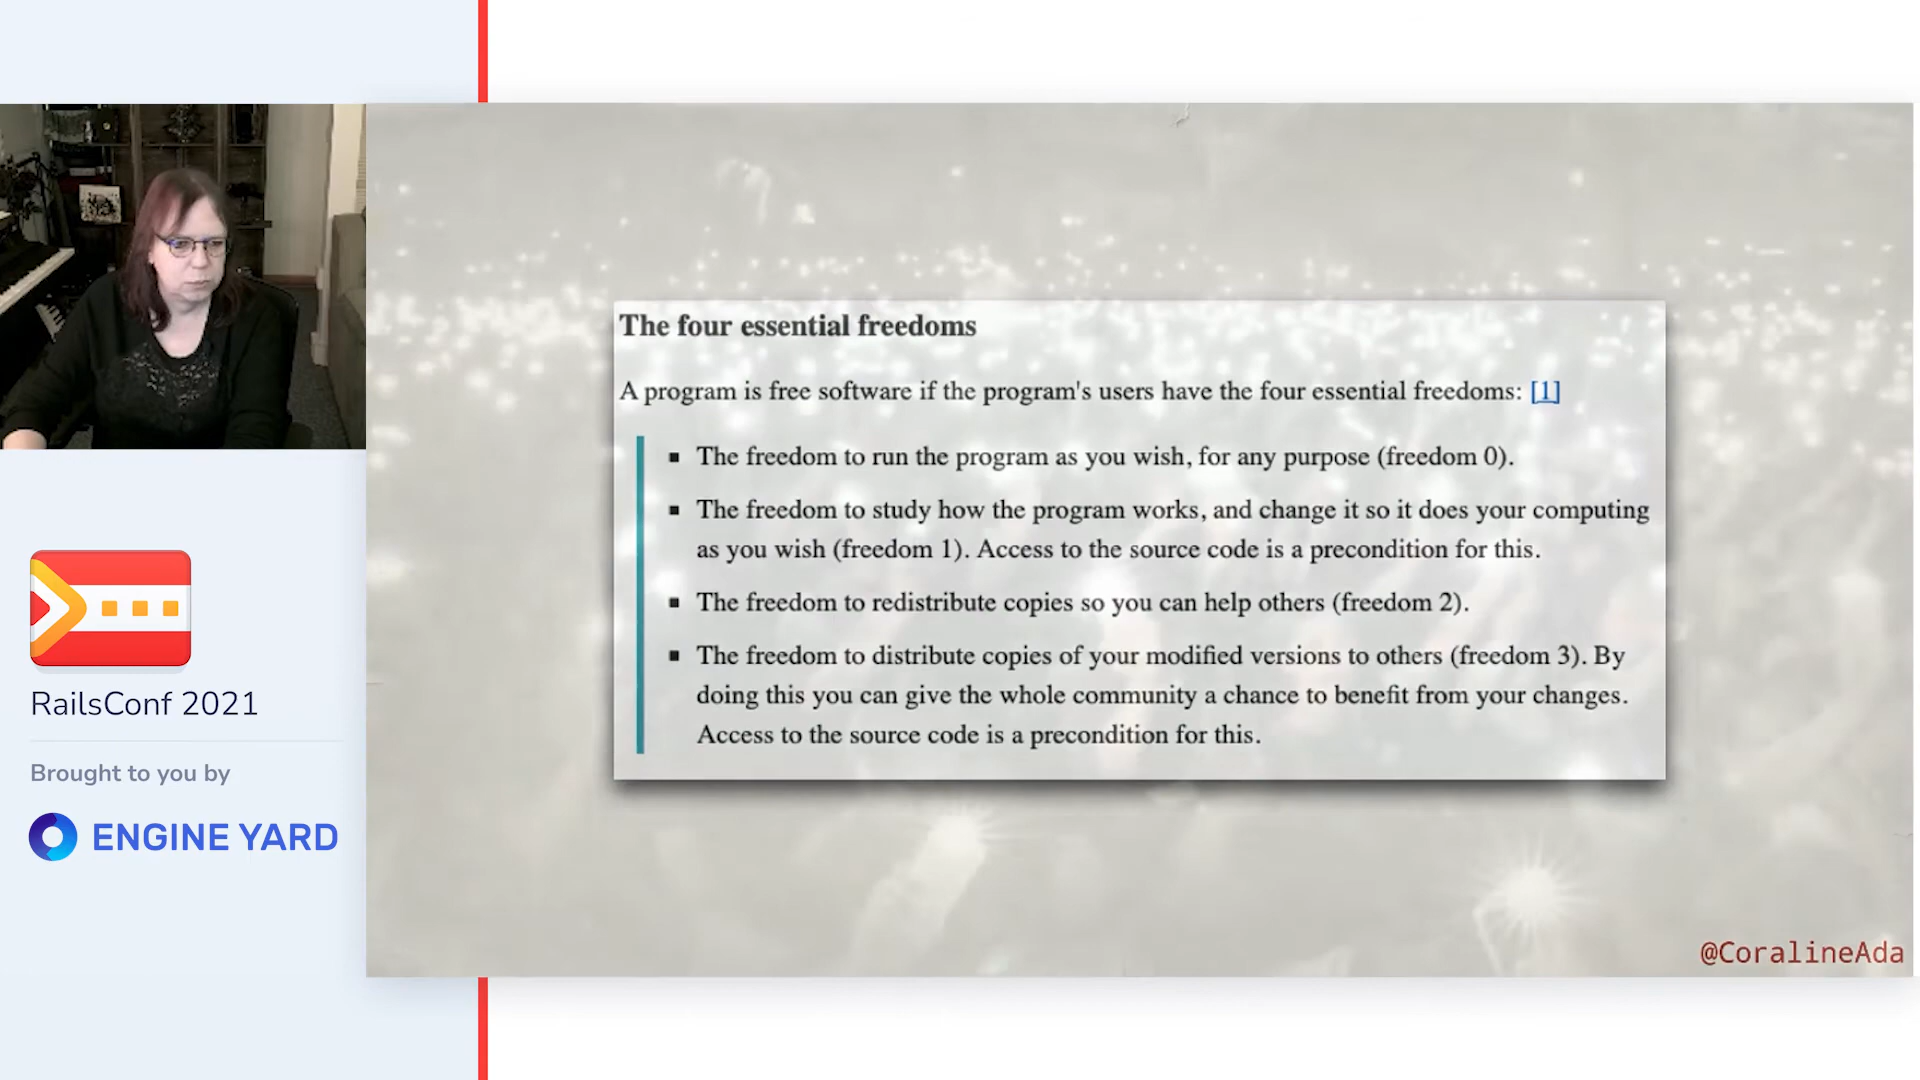 The four essential freedoms
A program is free software if the program's users have the four essential freedoms: [1]
▪ The freedom to run the program as you wish, for any purpose (freedom 0).
▪ The freedom to study how the program works, and change it so it does your computing
as you wish (freedom 1). Access to the source code is a precondition for this.
▪ The freedom to redistribute copies so you can help others (freedom 2).
▪ The freedom to distribute copies of your modified versions to others (freedom 3). By
doing this you can give the whole community a chance to benefit from your changes.
Access to the source code is a precondition for this.
@CoralineAda
RailsConf 2021
Brought to you by
ENGINE YARD